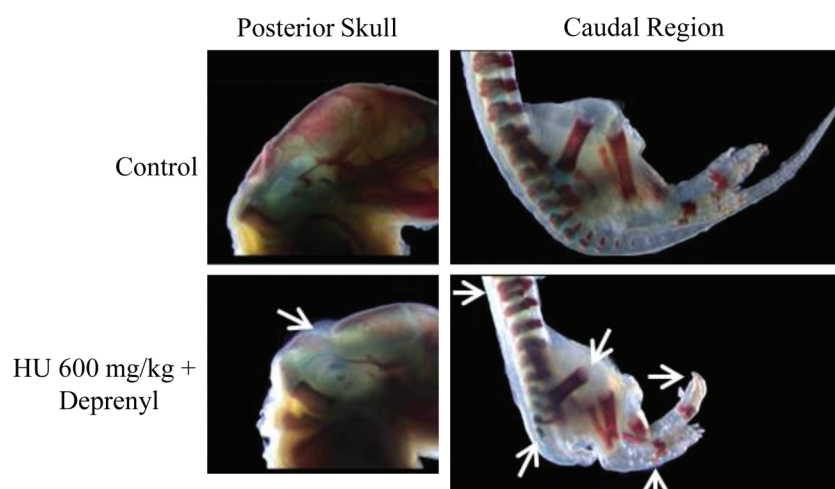 Posterior Skull
Caudal Region
Control
HU 600 mg/kg +
Deprenyl